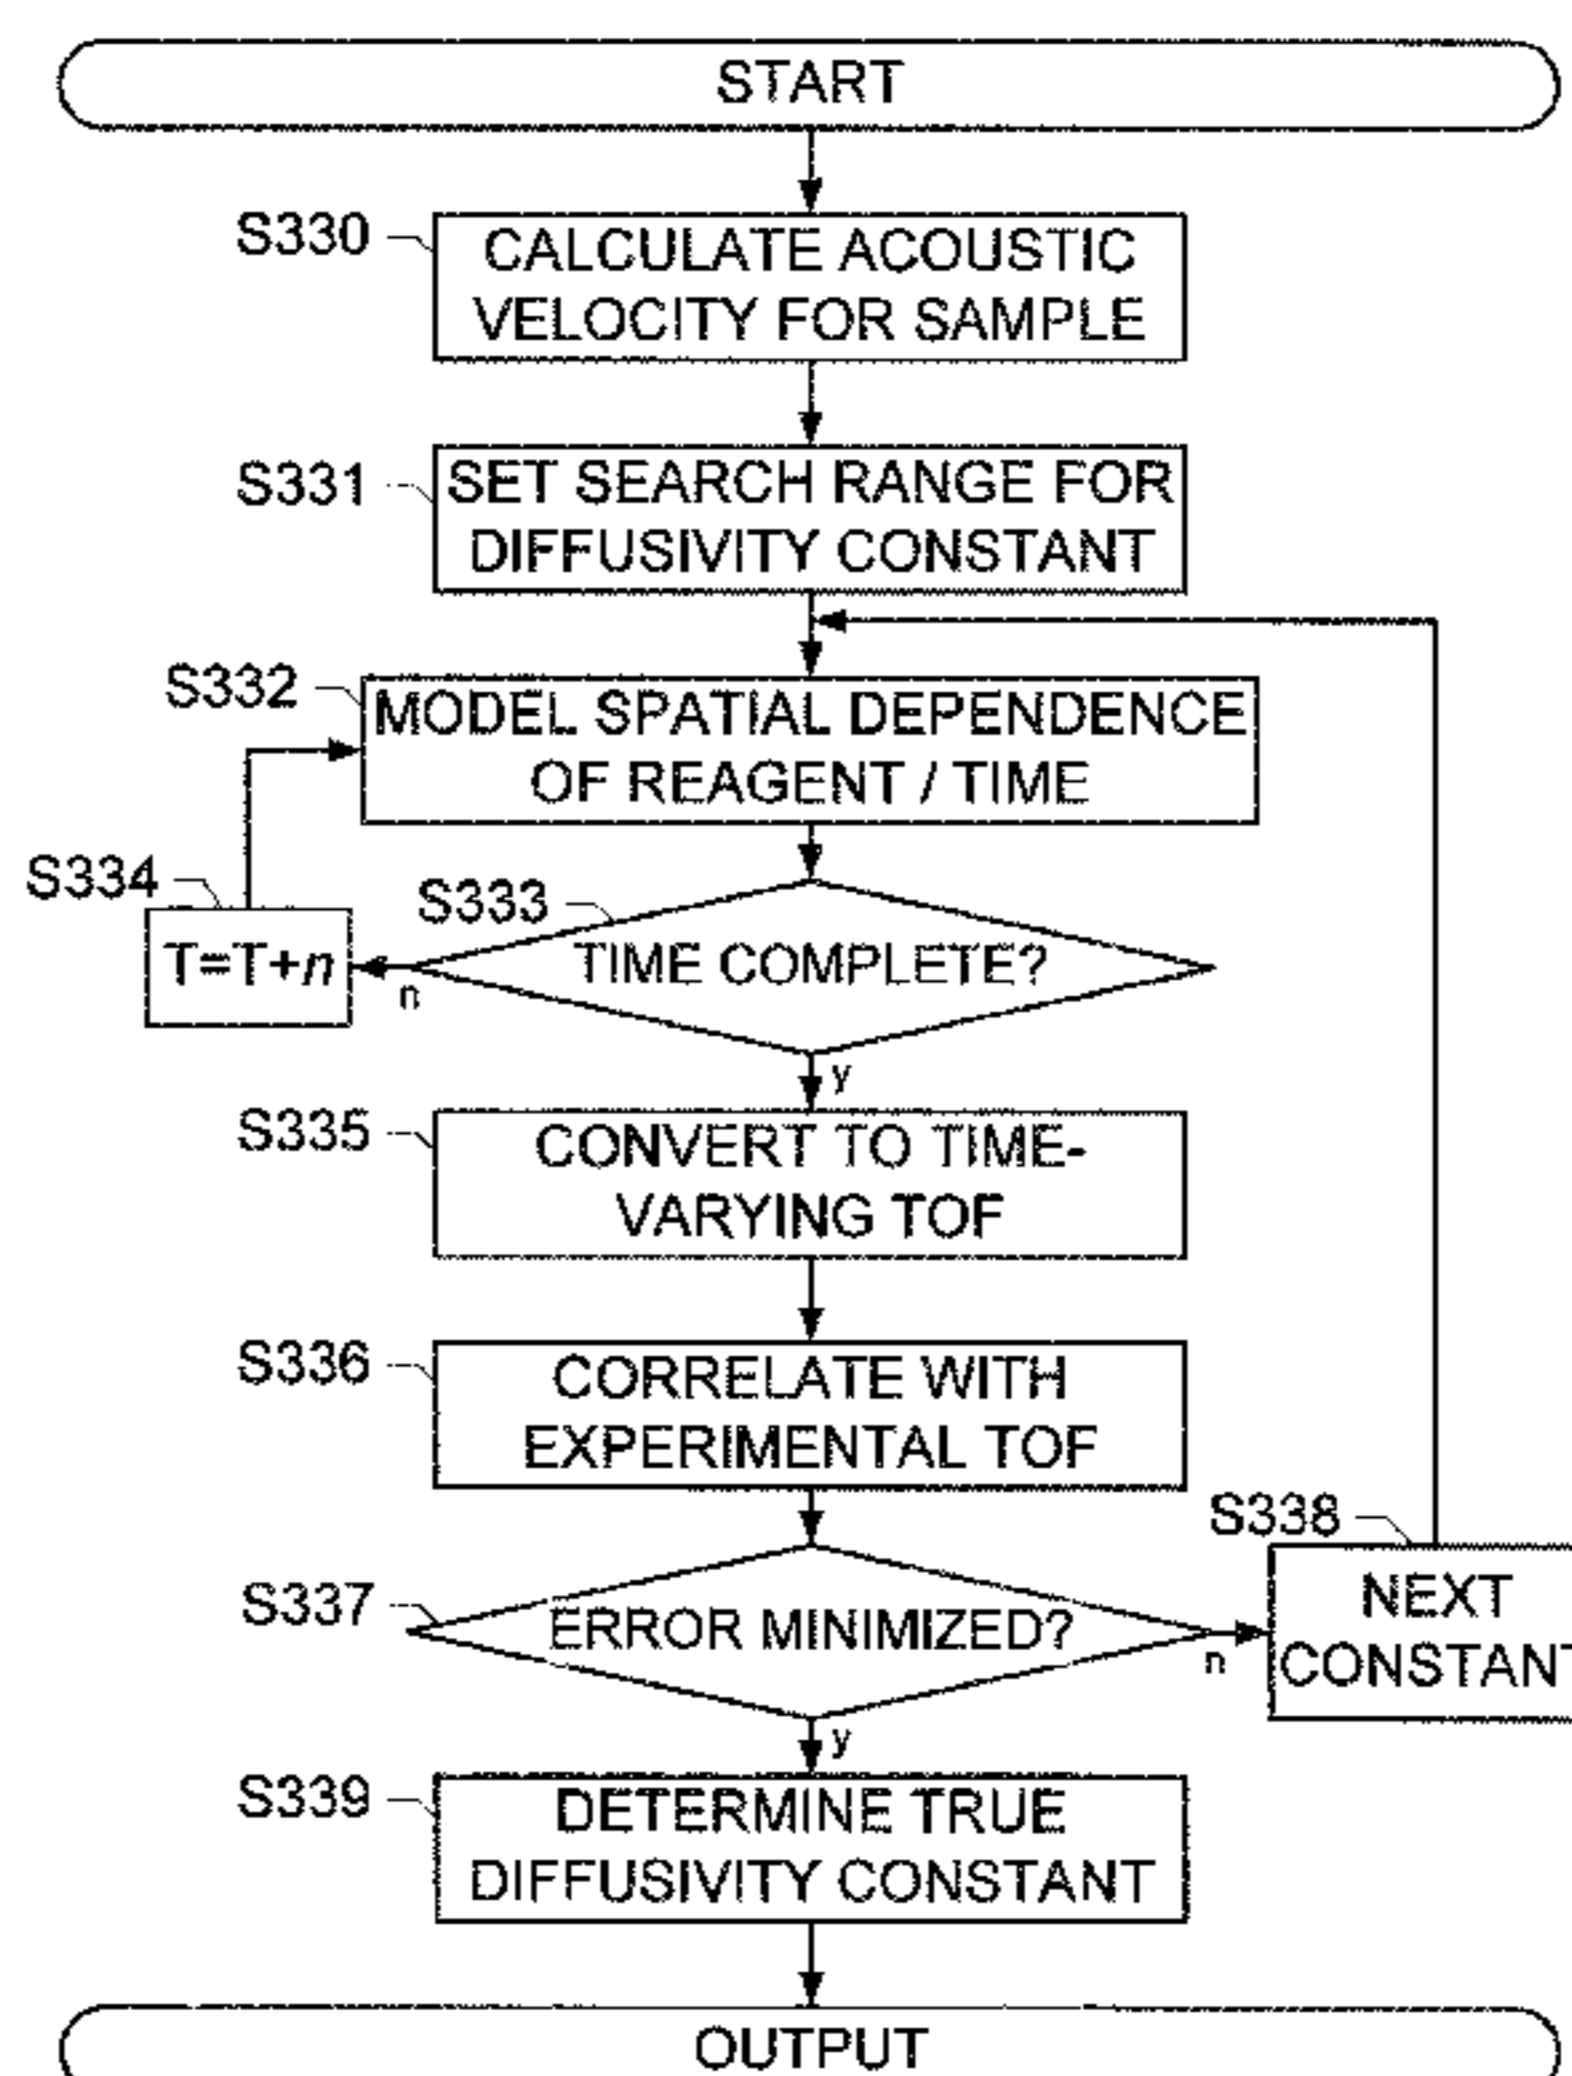 START
S330
CALCULATE ACOUSTIC
VELOCITY FOR SAMPLE
S331
SET SEARCH RANGE FOR
DIFFUSIVITY CONSTANT
S332
MODEL SPATIAL DEPENDENCE
OF REAGENT / TIME
S334
T=T+n
S333
TIME COMPLETE?
n
y
S335
CONVERT TO TIME-
VARYING TOF
S336
CORRELATE WITH
EXPERIMENTAL TOF
S337
ERROR MINIMIZED?
n
S338
NEXT
CONSTANT
y
S339
DETERMINE TRUE
DIFFUSIVITY CONSTANT
OUTPUT